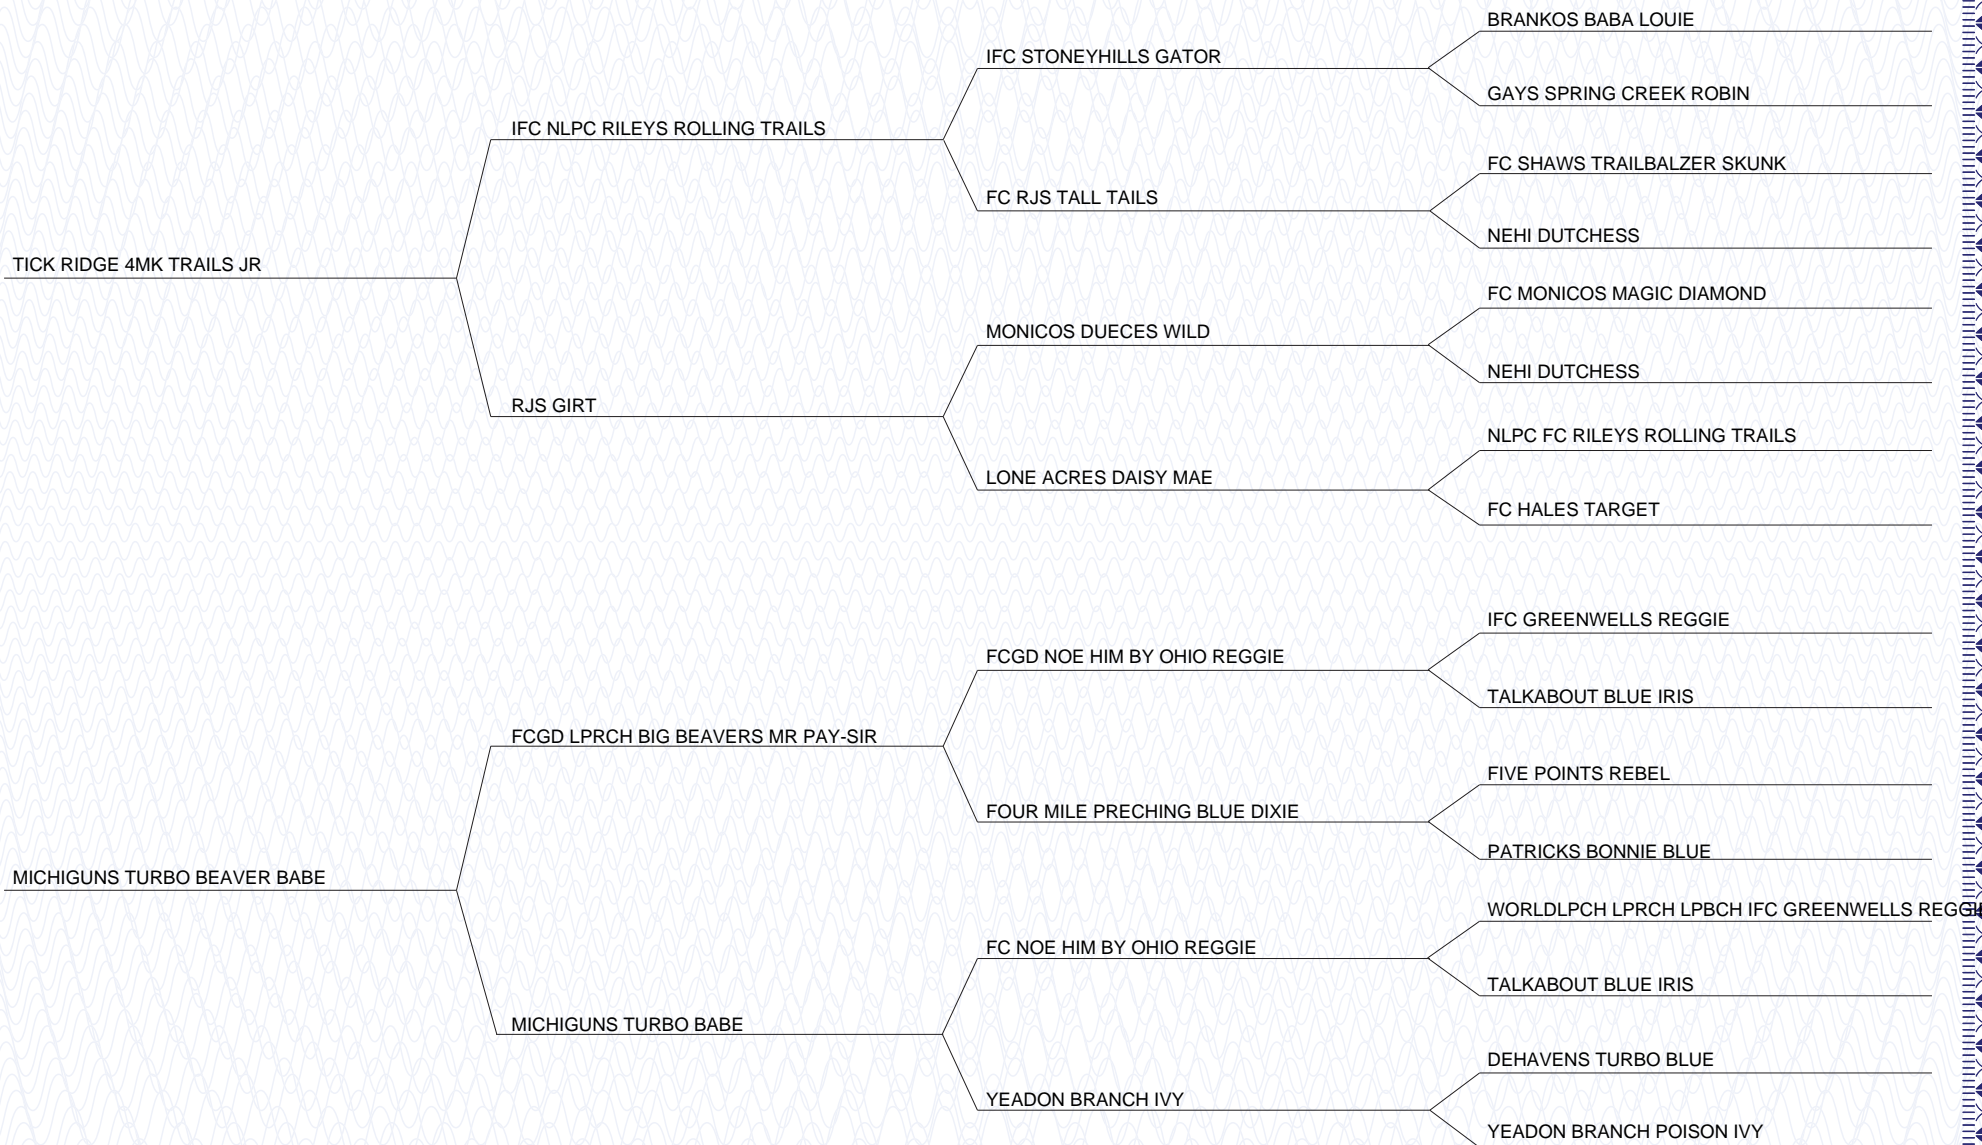 BRANKOS BABA LOUIE
IFC STONEYHILLS GATOR
GAYS SPRING CREEK ROBIN
IFC NLPC RILEYS ROLLING TRAILS
FC SHAWS TRAILBALZER SKUNK
FC RJS TALL TAILS
NEHI DUTCHESS
TICK RIDGE 4MK TRAILS JR
FC MONICOS MAGIC DIAMOND
MONICOS DUECES WILD
NEHI DUTCHESS
RJS GIRT
NLPC FC RILEYS ROLLING TRAILS
LONE ACRES DAISY MAE
FC HALES TARGET
IFC GREENWELLS REGGIE
FCGD NOE HIM BY OHIO REGGIE
TALKABOUT BLUE IRIS
FCGD LPRCH BIG BEAVERS MR PAY-SIR
FIVE POINTS REBEL
FOUR MILE PRECHING BLUE DIXIE
PATRICKS BONNIE BLUE
MICHIGUNS TURBO BEAVER BABE
WORLDLPCH LPRCH LPBCH IFC GREENWELLS
FC NOE HIM BY OHIO REGGIE
TALKABOUT BLUE IRIS
MICHIGUNS TURBO BABE
DEHAVENS TURBO BLUE
YEADON BRANCH IVY
YEADON BRANCH POISON IVY